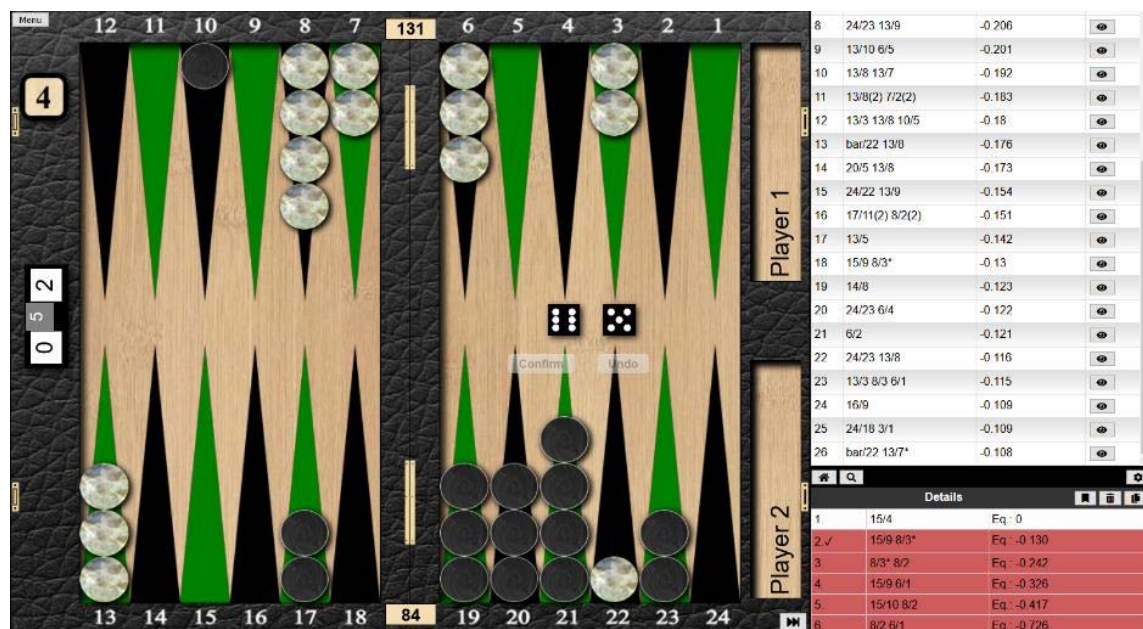 Menu
12 11 10 9 8 7 131 6 5 4 3 2 1
4
Player 1
2
5
0
Confirm Undo
Player 2
13 14 15 16 17 18 84 19 20 21 22 23 24
8 24/23 13/9 -0.206
9 13/10 6/5 -0.201
10 13/8 13/7 -0.192
11 13/8(2) 7/2(2) -0.183
12 13/3 13/8 10/5 -0.18
13 bar/22 13/8 -0.176
14 20/5 13/8 -0.173
15 24/22 13/9 -0.154
16 17/11(2) 8/2(2) -0.151
17 13/5 -0.142
18 15/9 8/3* -0.13
19 14/8 -0.123
20 24/23 6/4 -0.122
21 6/2 -0.121
22 24/23 13/8 -0.116
23 13/3 8/3 6/1 -0.115
24 16/9 -0.109
25 24/18 3/1 -0.109
26 bar/22 13/7* -0.108
Details
1. 15/4 Eq.: 0
2.✓ 15/9 8/3* Eq.: -0.130
3 8/3* 8/2 Eq.: -0.242
4 15/9 6/1 Eq.: -0.326
5. 15/10 8/2 Eq.: -0.417
6. 8/2 6/1 Eq.: -0.726